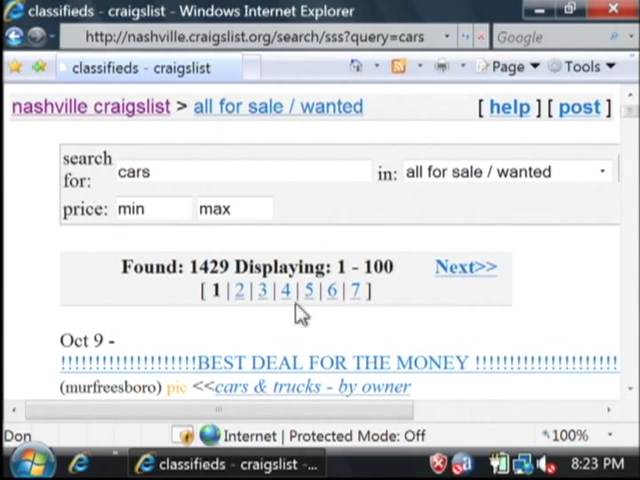 classifieds - craigslist - Windows Internet Explorer
http://nashville.craigslist.org/search/sss?query=cars
Google
classifieds - craigslist
Page
Tools
nashville craigslist > all for sale / wanted
[ help ] [ post ]
search for:
cars
in:
all for sale / wanted
price:
min
max
Found: 1429 Displaying: 1 - 100
Next>>
[ 1 | 2 | 3 | 4 | 5 | 6 | 7 ]
Oct 9 -
!!!!!!!!!!!!!!!!!!!!!BEST DEAL FOR THE MONEY !!!!!!!!!!!!!!!!!!!!!!
(murfreesboro) pic <<cars & trucks - by owner
Don
Internet | Protected Mode: Off
100%
classifieds - craigslist -...
8:23 PM